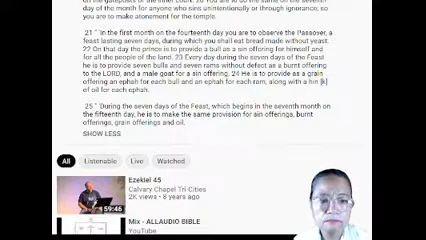 on the gateposts of the inner court. 20 You are to do the same on the seventh
day of the month for anyone who sins unintentionally or through ignorance; so
you are to make atonement for the temple.
21 " 'In the first month on the fourteenth day you are to observe the Passover, a
feast lasting seven days, during which you shall eat bread made without yeast.
22 On that day the prince is to provide a bull as a sin offering for himself and
for all the people of the land. 23 Every day during the seven days of the Feast
he is to provide seven bulls and seven rams without defect as a burnt offering
to the LORD, and a male goat for a sin offering. 24 He is to provide as a grain
offering an ephah for each bull and an ephah for each ram, along with a hin [k]
of oil for each ephah.
25 " 'During the seven days of the Feast, which begins in the seventh month on
the fifteenth day, he is to make the same provision for sin offerings, burnt
offerings, grain offerings and oil.
SHOW LESS
All Listenable Live Watched
Ezekiel 45
Calvary Chapel Tri Cities
2K views • 8 years ago
59:46
Mix - ALLAUDIO BIBLE
YouTube